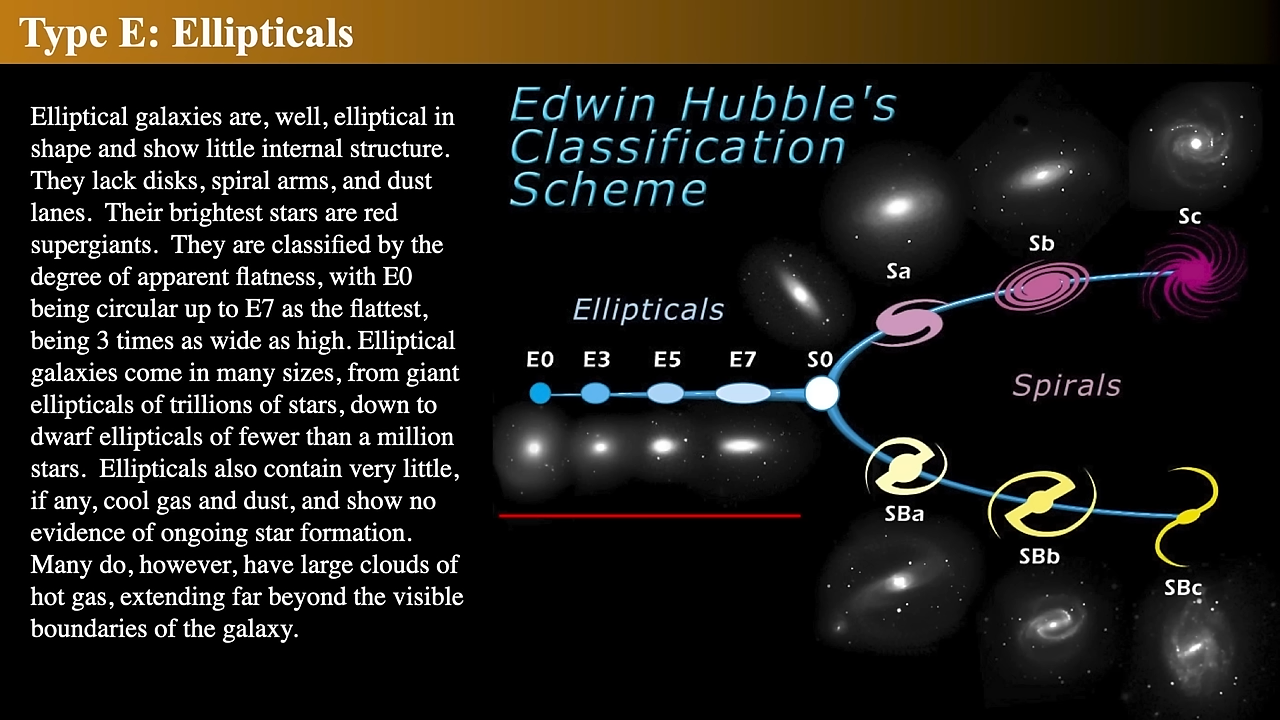 Type E: Ellipticals
Elliptical galaxies are, well, elliptical in
shape and show little internal structure.
They lack disks, spiral arms, and dust
lanes.  Their brightest stars are red
supergiants.  They are classified by the
degree of apparent flatness, with E0
being circular up to E7 as the flattest,
being 3 times as wide as high. Elliptical
galaxies come in many sizes, from giant
ellipticals of trillions of stars, down to
dwarf ellipticals of fewer than a million
stars.  Ellipticals also contain very little,
if any, cool gas and dust, and show no
evidence of ongoing star formation.
Many do, however, have large clouds of
hot gas, extending far beyond the visible
boundaries of the galaxy.
Edwin Hubble's
Classification
Scheme
Ellipticals
E0 E3 E5 E7 S0
Sa
Sb
Sc
Spirals
SBa
SBb
SBc